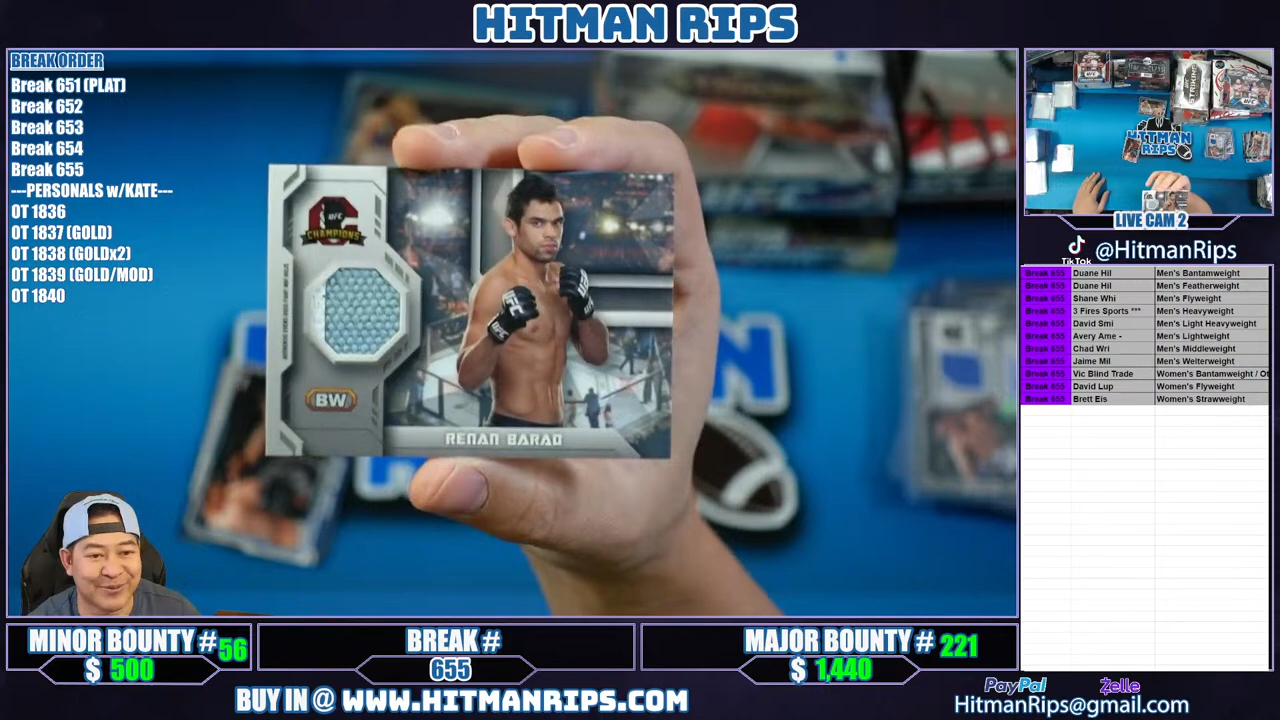 HITMAN RIPS
BREAK ORDER
Break 651 (PLAT)
Break 652
Break 653
Break 654
Break 655
---PERSONALS w/KATE---
OT 1836
OT 1837 (GOLD)
OT 1838 (GOLDx2)
OT 1839 (GOLD/MOD)
OT 1840
UFC
CHAMPIONS
BW
RENAN BARAO
HITMAN
RIPS
LIVE CAM 2
TikTok
@HitmanRips
Break 655 Duane Hil Men's Bantamweight
Break 655 Duane Hil Men's Featherweight
Break 655 Shane Whi Men's Flyweight
Break 655 3 Fires Sports *** Men's Heavyweight
Break 655 David Smi Men's Light Heavyweight
Break 655 Avery Ame - Men's Lightweight
Break 655 Chad Wri Men's Middleweight
Break 655 Jaime Mil Men's Welterweight
Break 655 Vic Blind Trade Women's Bantamweight / Ot
Break 655 David Lup Women's Flyweight
Break 655 Brett Eis Women's Strawweight
MINOR BOUNTY # 56
$ 500
BREAK #
655
MAJOR BOUNTY # 221
$ 1,440
BUY IN @ WWW.HITMANRIPS.COM
PayPal Zelle
HitmanRips@gmail.com